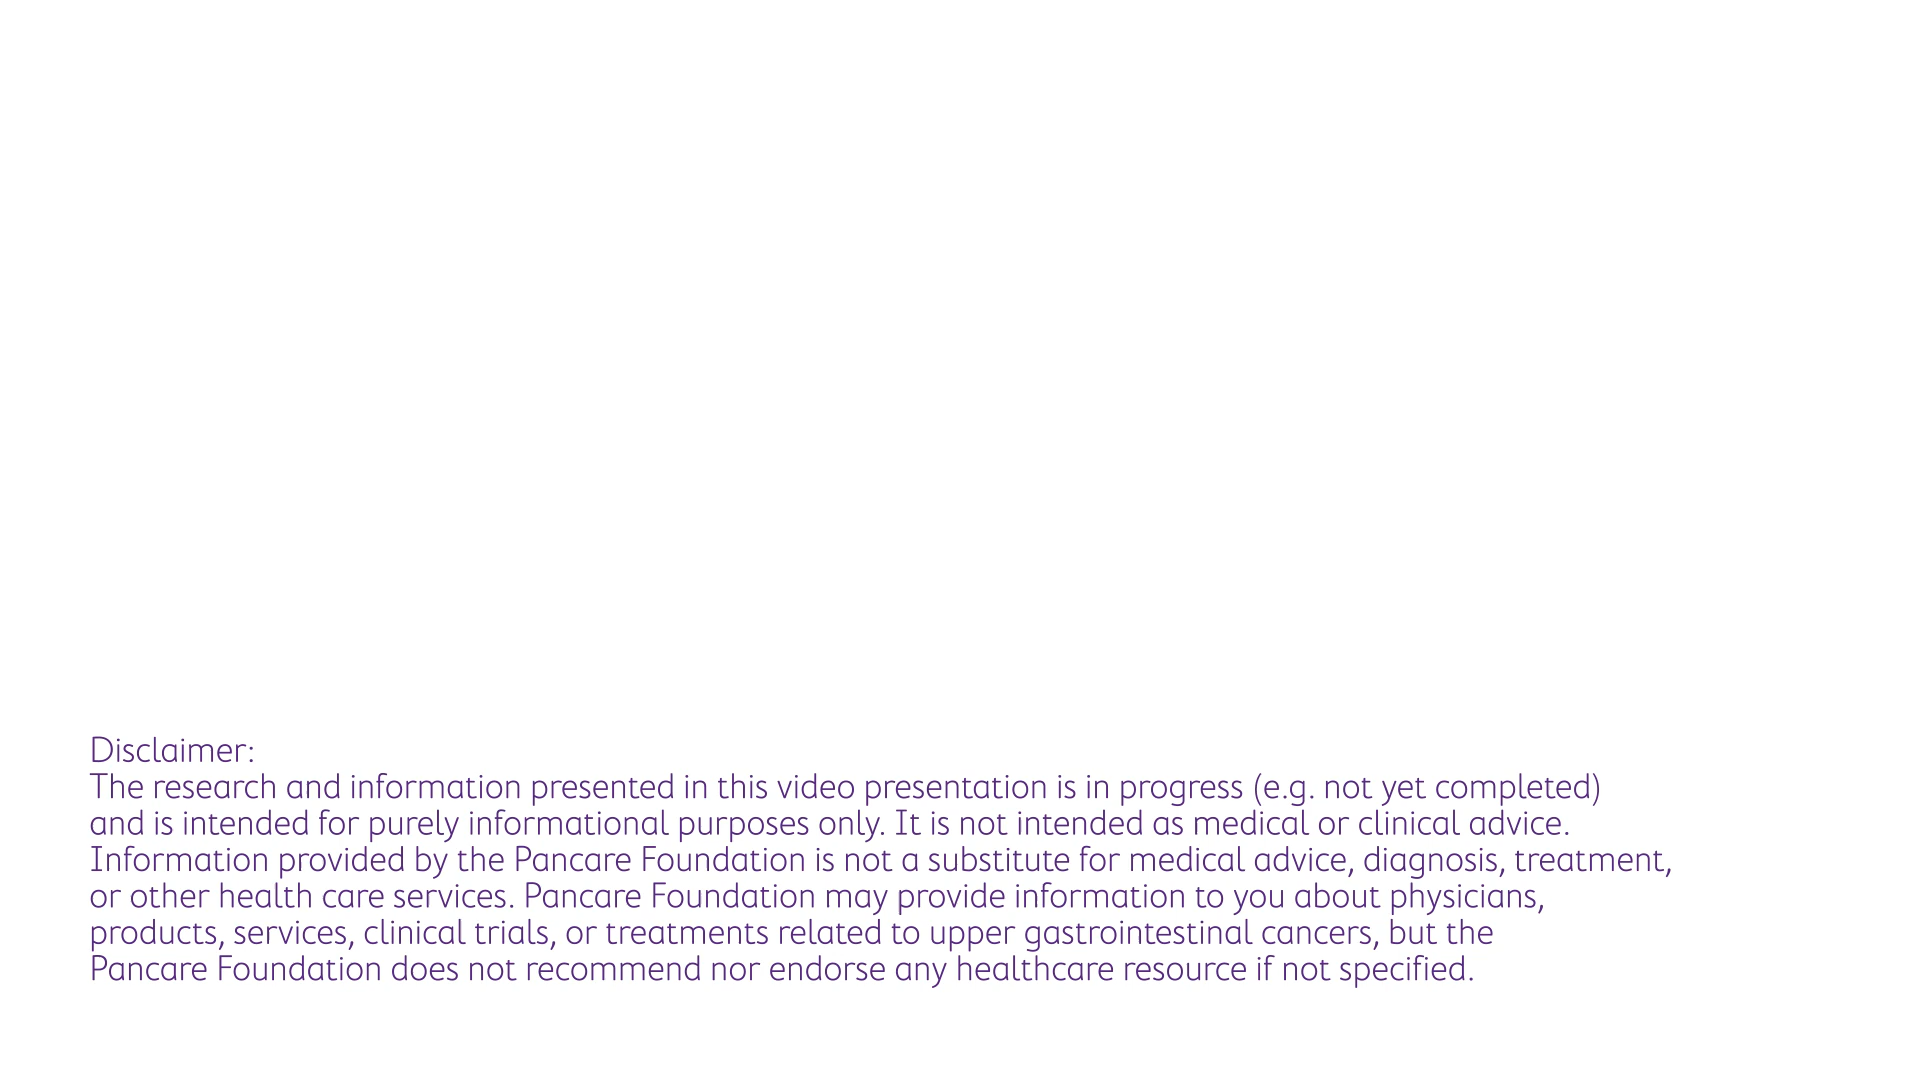 Disclaimer:
The research and information presented in this video presentation is in progress (e.g. not yet completed)
and is intended for purely informational purposes only. It is not intended as medical or clinical advice.
Information provided by the Pancare Foundation is not a substitute for medical advice, diagnosis, treatment,
or other health care services. Pancare Foundation may provide information to you about physicians,
products, services, clinical trials, or treatments related to upper gastrointestinal cancers, but the
Pancare Foundation does not recommend nor endorse any healthcare resource if not specified.